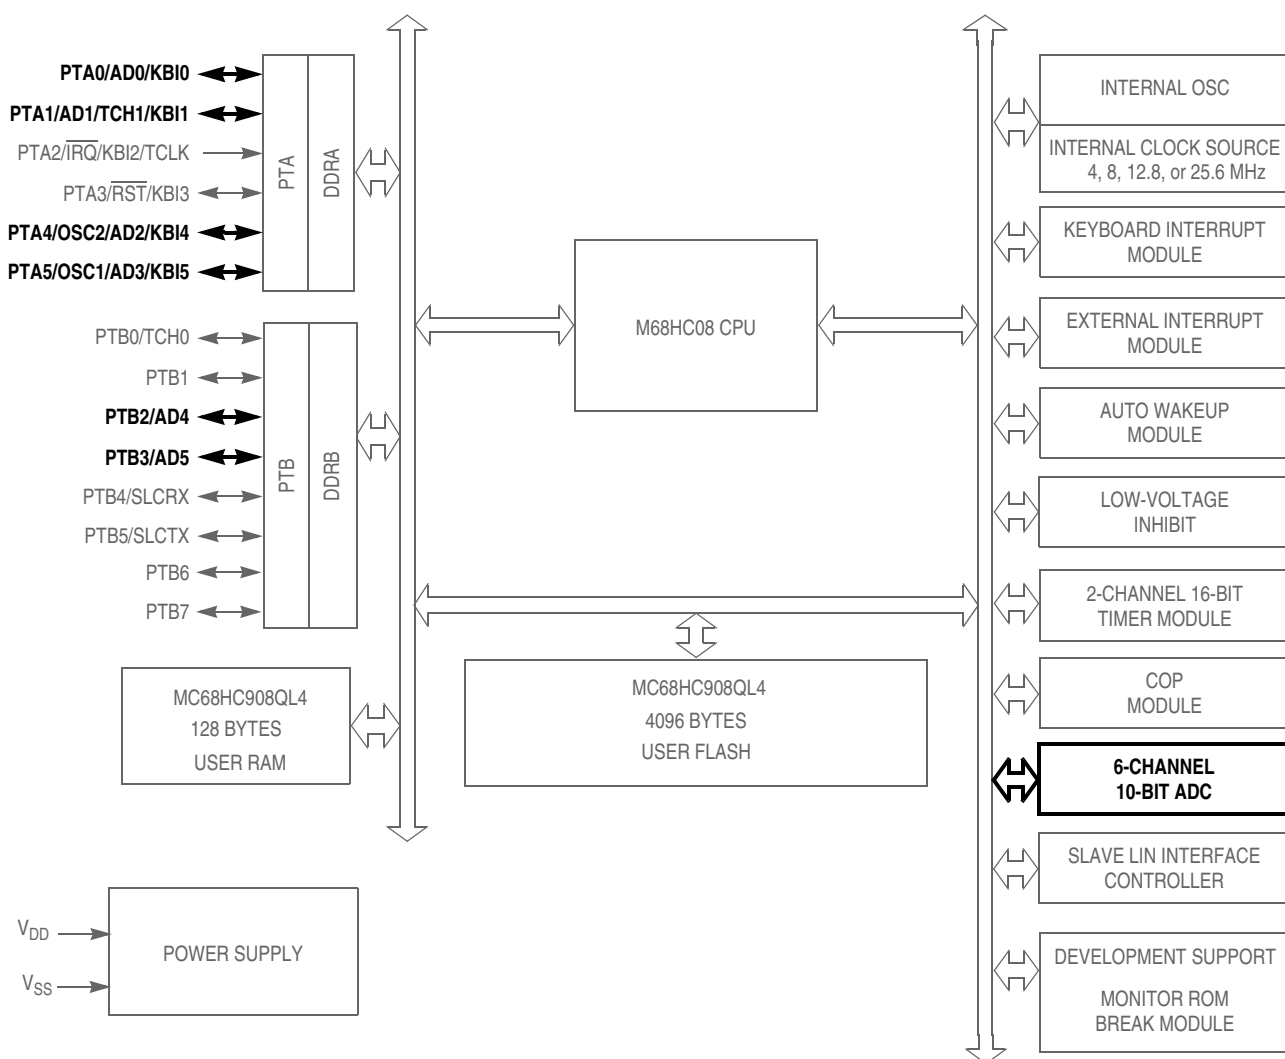 PTA0/AD0/KBI0
PTA1/AD1/TCH1/KBI1
PTA2/IRQ/KBI2/TCLK
PTA3/RST/KBI3
PTA4/OSC2/AD2/KBI4
PTA5/OSC1/AD3/KBI5
PTA
DDRA
PTB0/TCH0
PTB1
PTB2/AD4
PTB3/AD5
PTB4/SLCRX
PTB5/SLCTX
PTB6
PTB7
PTB
DDRB
M68HC08 CPU
MC68HC908QL4
128 BYTES
USER RAM
MC68HC908QL4
4096 BYTES
USER FLASH
VDD
VSS
POWER SUPPLY
INTERNAL OSC
INTERNAL CLOCK SOURCE
4, 8, 12.8, or 25.6 MHz
KEYBOARD INTERRUPT
MODULE
EXTERNAL INTERRUPT
MODULE
AUTO WAKEUP
MODULE
LOW-VOLTAGE
INHIBIT
2-CHANNEL 16-BIT
TIMER MODULE
COP
MODULE
6-CHANNEL
10-BIT ADC
SLAVE LIN INTERFACE
CONTROLLER
DEVELOPMENT SUPPORT
MONITOR ROM
BREAK MODULE